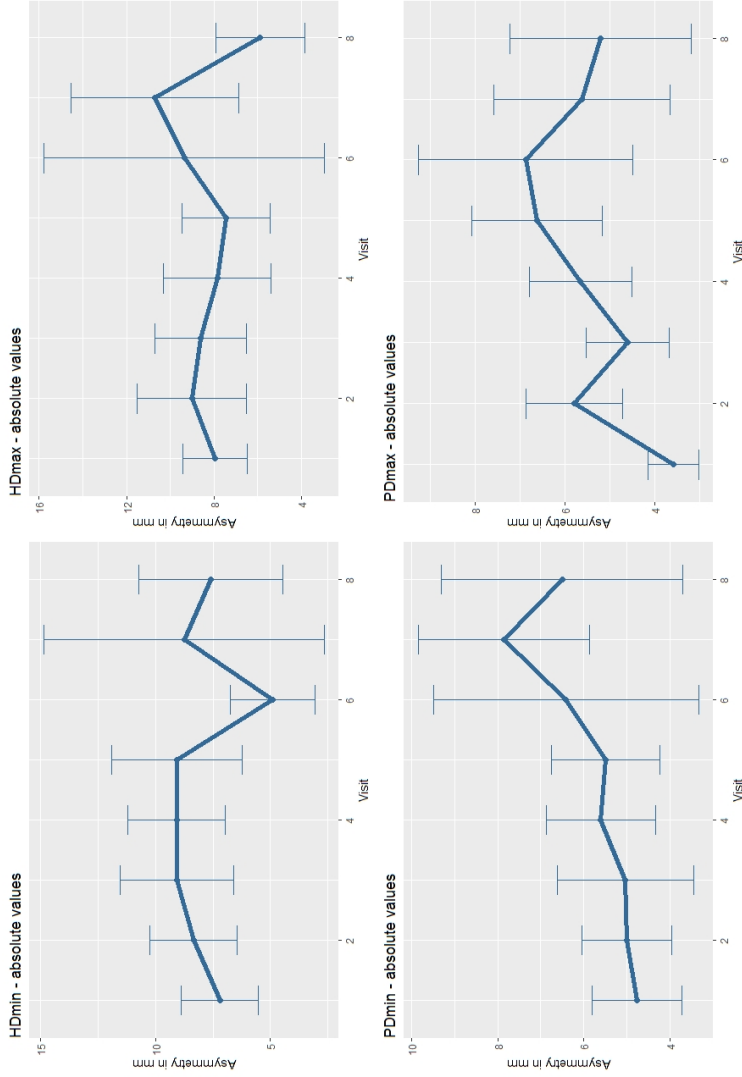 HDmin - absolute values
Asymmetry in mm
15
10
5
2
4
6
8
Visit
HDmax - absolute values
Asymmetry in mm
16
12
8
4
2
4
6
8
Visit
PDmin - absolute values
Asymmetry in mm
10
8
6
4
2
4
6
8
Visit
PDmax - absolute values
Asymmetry in mm
8
6
4
2
4
6
8
Visit